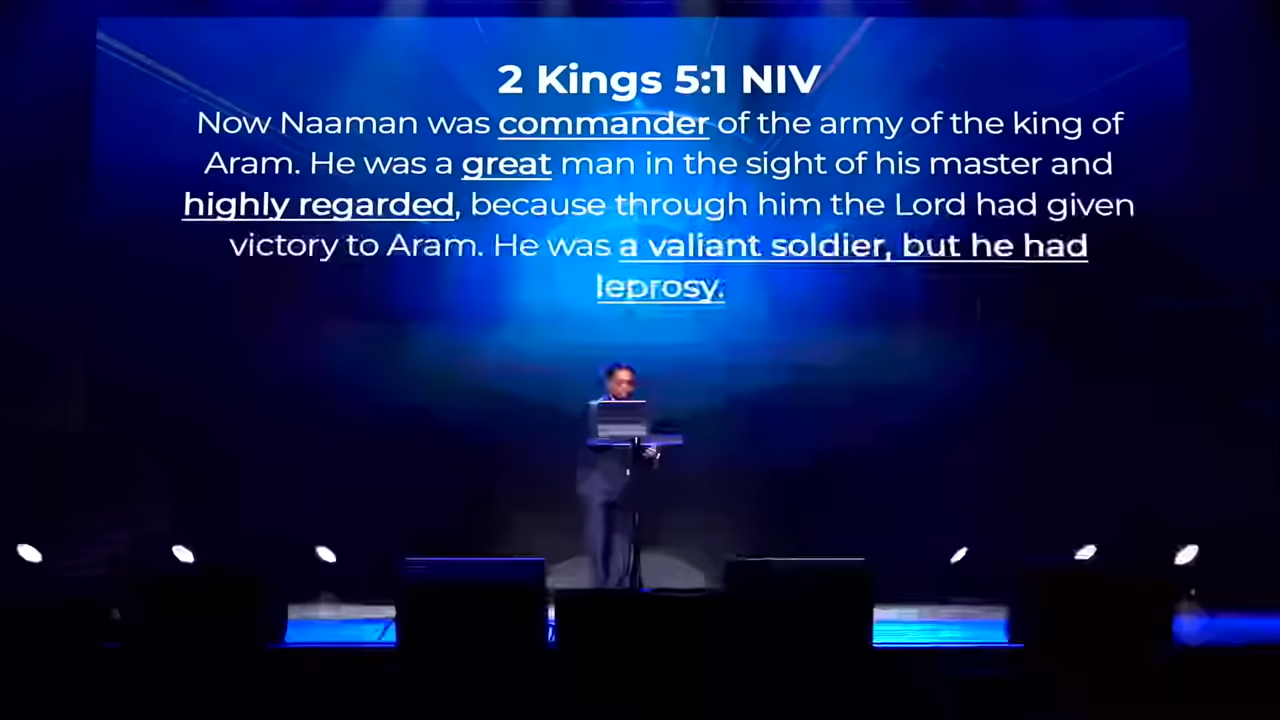 2 Kings 5:1 NIV
Now Naaman was commander of the army of the king of
Aram. He was a great man in the sight of his master and
highly regarded, because through him the Lord had given
victory to Aram. He was a valiant soldier, but he had
leprosy.